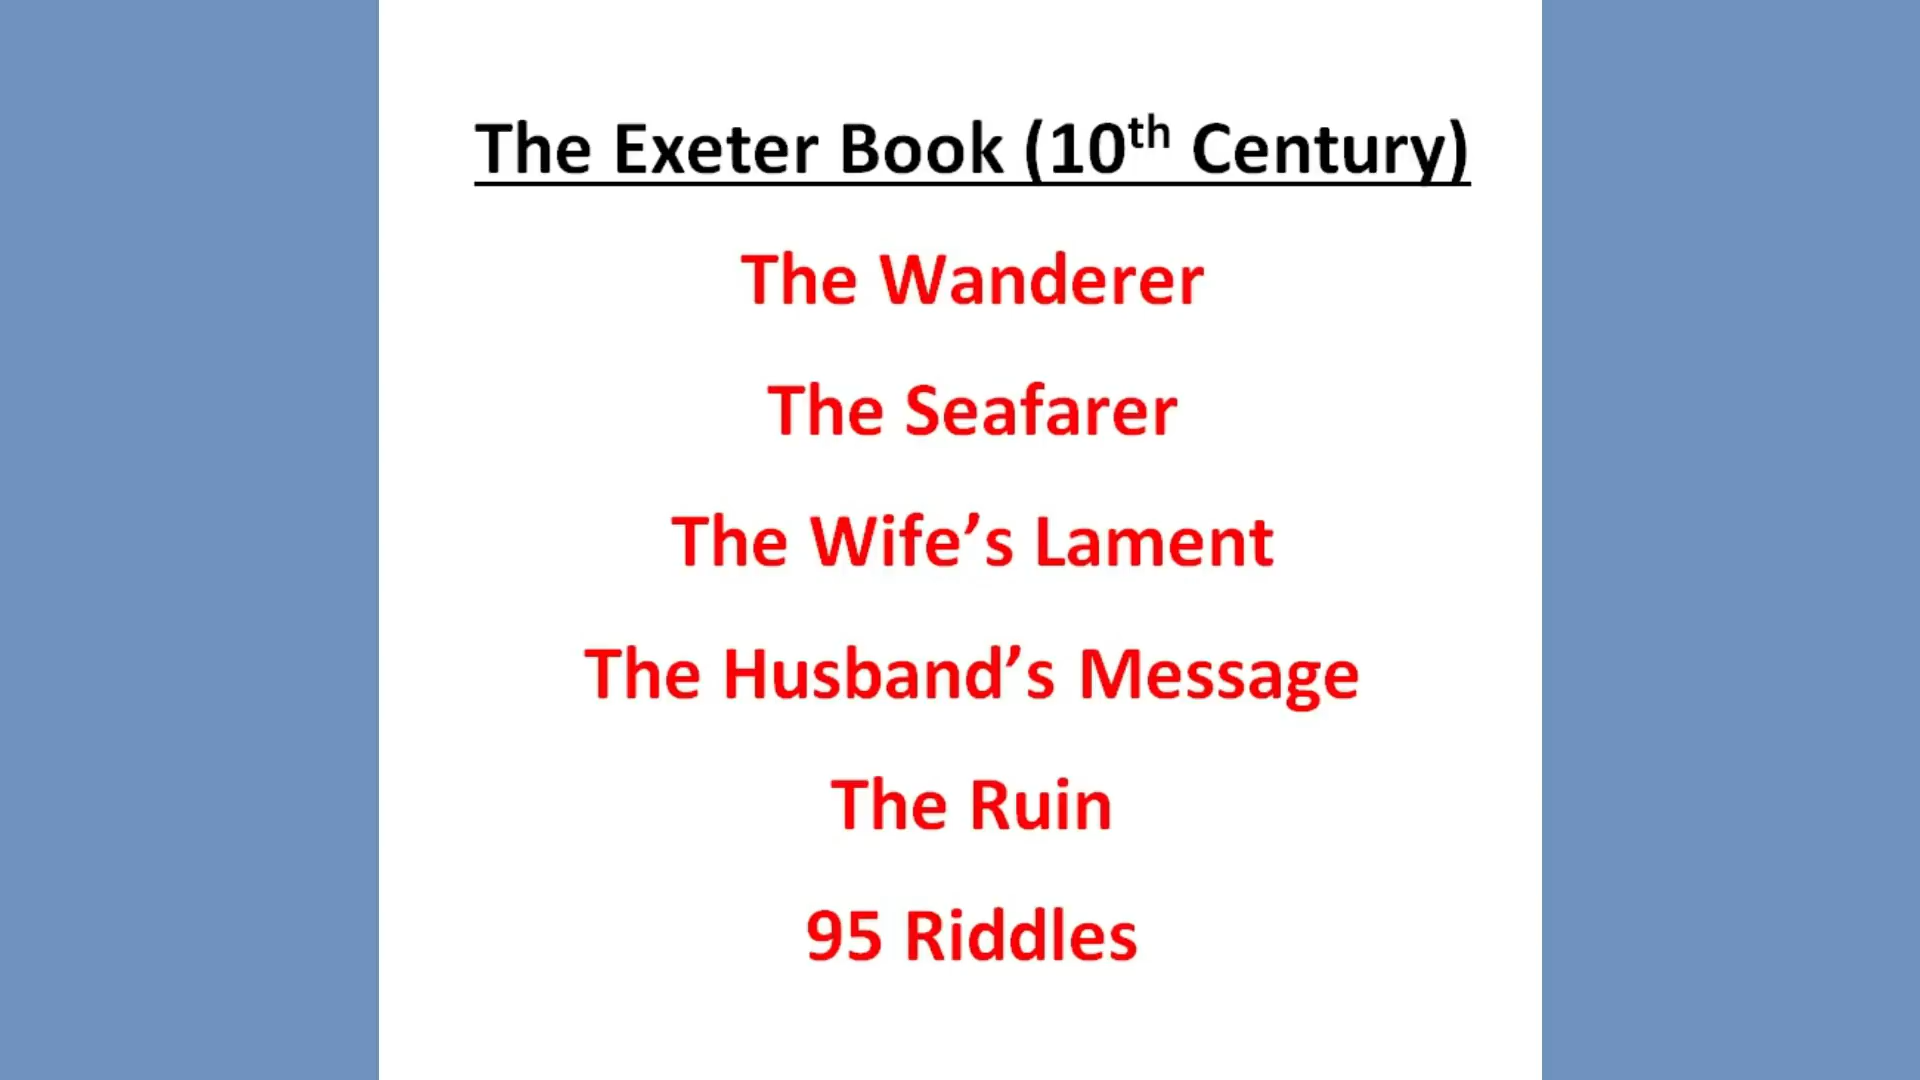 The Exeter Book (10th Century)
The Wanderer
The Seafarer
The Wife’s Lament
The Husband’s Message
The Ruin
95 Riddles